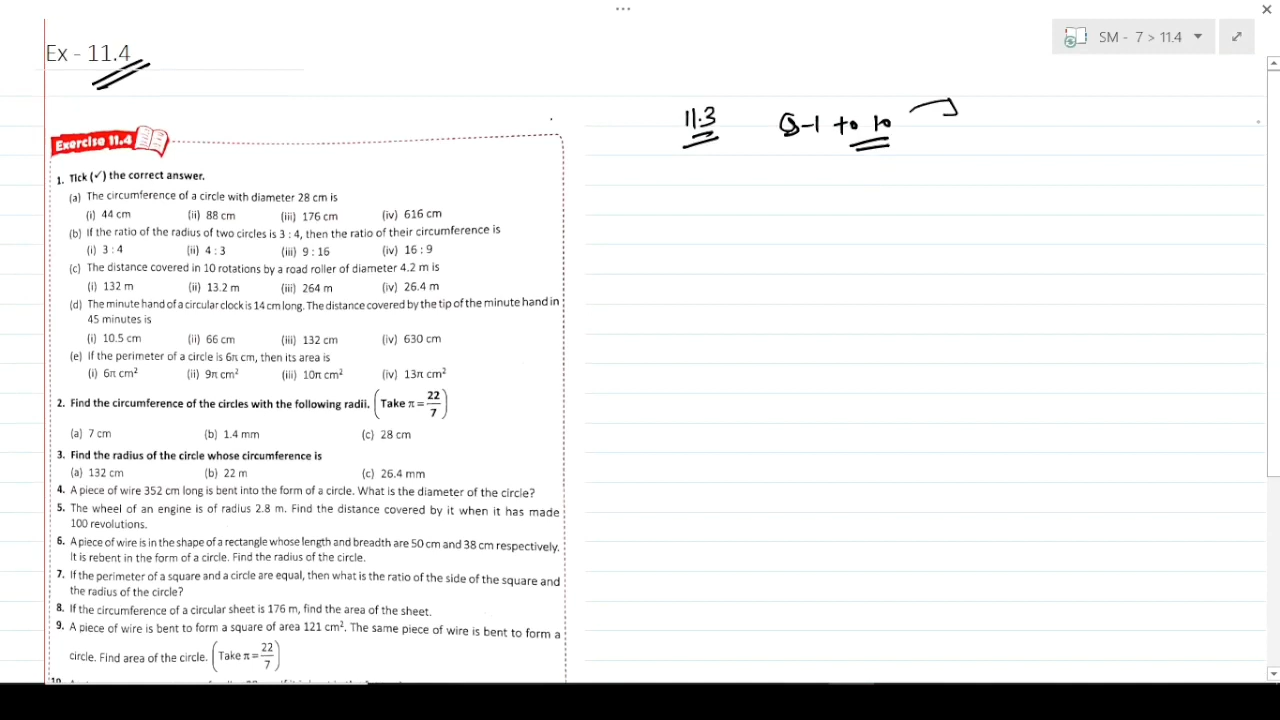 SM - 7 > 11.4
Ex - 11.4
11.3 Q-1 to 10
Exercise 11.4
1. Tick (✓) the correct answer.
(a) The circumference of a circle with diameter 28 cm is
(i) 44 cm (ii) 88 cm (iii) 176 cm (iv) 616 cm
(b) If the ratio of the radius of two circles is 3 : 4, then the ratio of their circumference is
(i) 3 : 4 (ii) 4 : 3 (iii) 9 : 16 (iv) 16 : 9
(c) The distance covered in 10 rotations by a road roller of diameter 4.2 m is
(i) 132 m (ii) 13.2 m (iii) 264 m (iv) 26.4 m
(d) The minute hand of a circular clock is 14 cm long. The distance covered by the tip of the minute hand in
45 minutes is
(i) 10.5 cm (ii) 66 cm (iii) 132 cm (iv) 630 cm
(e) If the perimeter of a circle is 6π cm, then its area is
(i) 6π cm² (ii) 9π cm² (iii) 10π cm² (iv) 13π cm²
2. Find the circumference of the circles with the following radii. (Take π = 22/7)
(a) 7 cm (b) 1.4 mm (c) 28 cm
3. Find the radius of the circle whose circumference is
(a) 132 cm (b) 22 m (c) 26.4 mm
4. A piece of wire 352 cm long is bent into the form of a circle. What is the diameter of the circle?
5. The wheel of an engine is of radius 2.8 m. Find the distance covered by it when it has made
100 revolutions.
6. A piece of wire is in the shape of a rectangle whose length and breadth are 50 cm and 38 cm respectively.
It is rebent in the form of a circle. Find the radius of the circle.
7. If the perimeter of a square and a circle are equal, then what is the ratio of the side of the square and
the radius of the circle?
8. If the circumference of a circular sheet is 176 m, find the area of the sheet.
9. A piece of wire is bent to form a square of area 121 cm². The same piece of wire is bent to form a
circle. Find area of the circle. (Take π = 22/7)